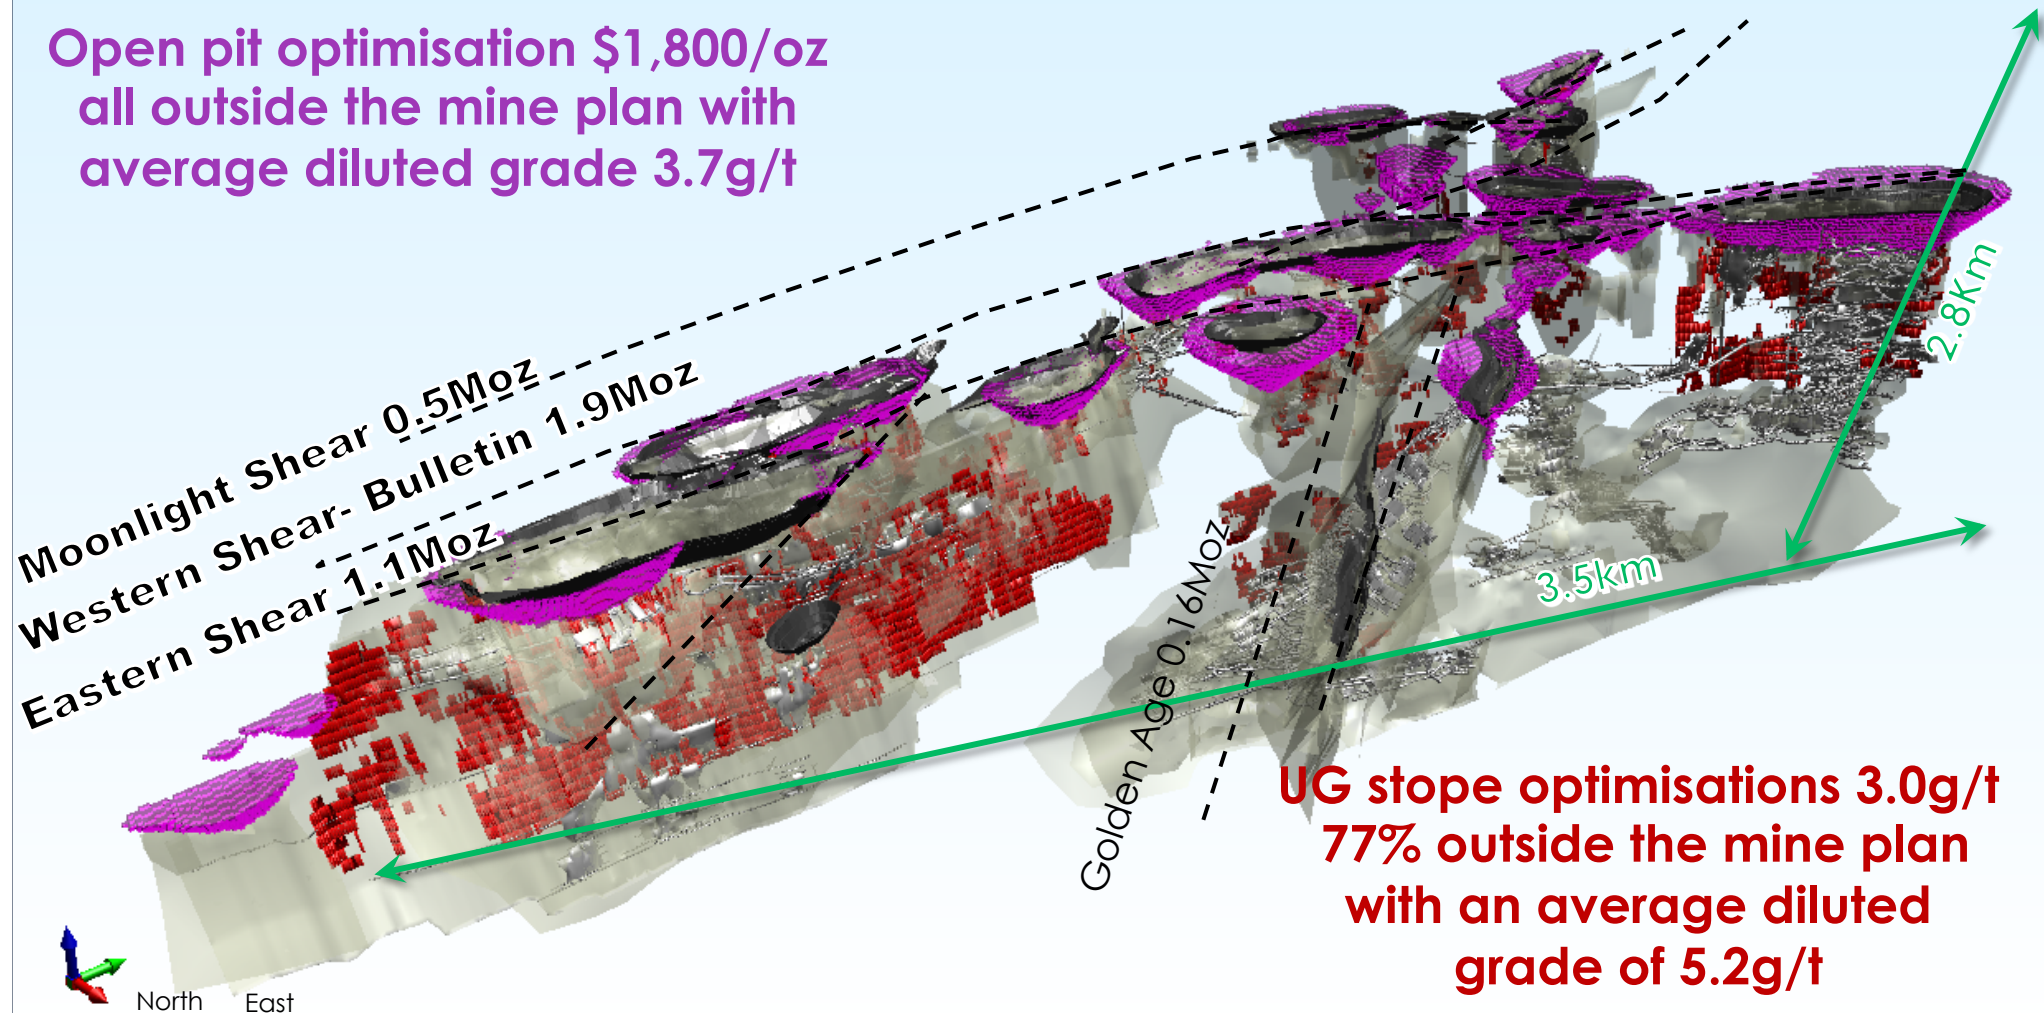 Open pit optimisation $1,800/oz
all outside the mine plan with
average diluted grade 3.7g/t
Moonlight Shear 0.5Moz
Western Shear- Bulletin 1.9Moz
Eastern Shear 1.1Moz
Golden Age 0.16Moz
2.8Km
3.5km
UG stope optimisations 3.0g/t
77% outside the mine plan
with an average diluted
grade of 5.2g/t
North East